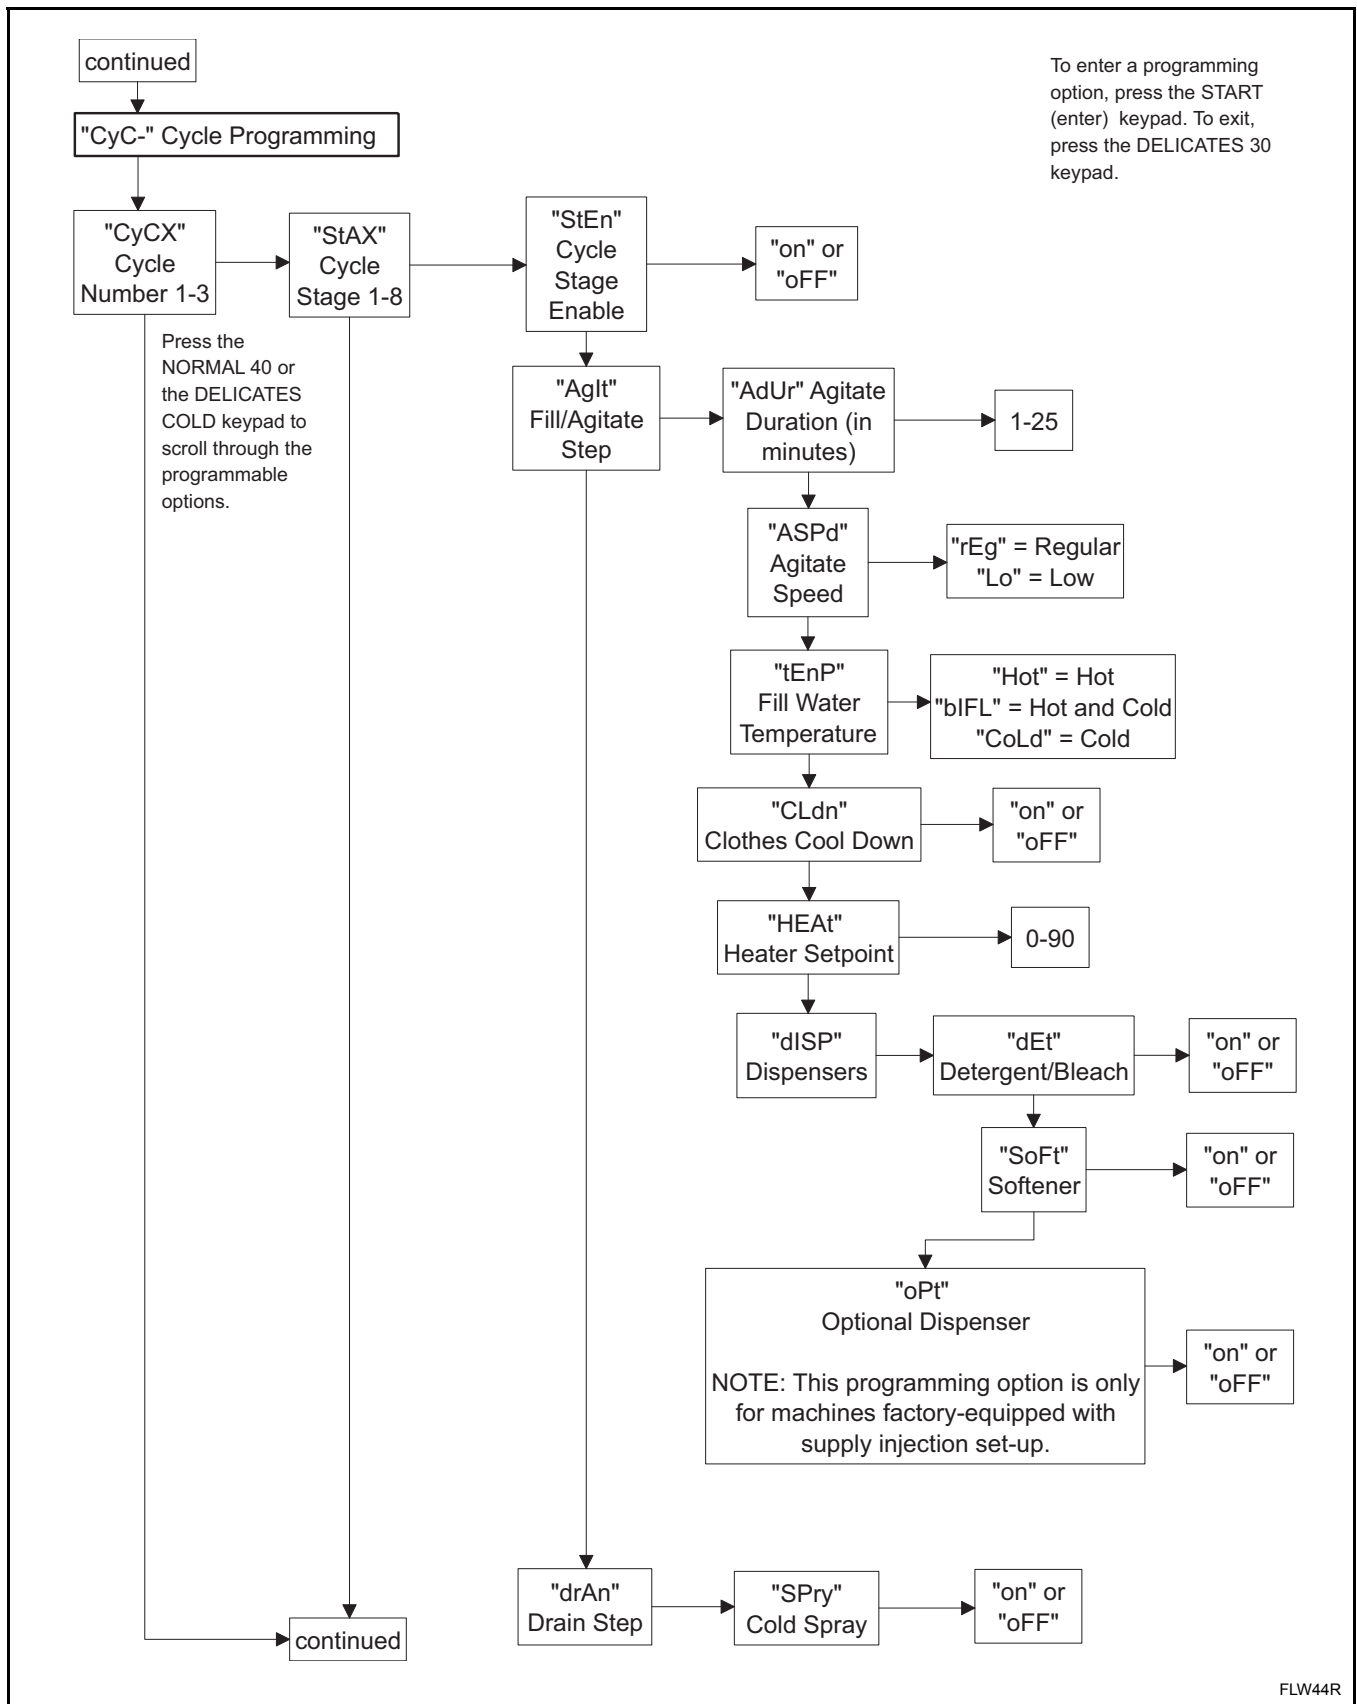 continued
To enter a programming
option, press the START
(enter) keypad. To exit,
press the DELICATES 30
keypad.
"CyC-" Cycle Programming
"CyCX"
Cycle
Number 1-3
"StAX"
Cycle
Stage 1-8
"StEn"
Cycle
Stage
Enable
"on" or
"oFF"
Press the
NORMAL 40 or
the DELICATES
COLD keypad to
scroll through the
programmable
options.
"AgIt"
Fill/Agitate
Step
"AdUr" Agitate
Duration (in
minutes)
1-25
"ASPd"
Agitate
Speed
"rEg" = Regular
"Lo" = Low
"tEnP"
Fill Water
Temperature
"Hot" = Hot
"bIFL" = Hot and Cold
"CoLd" = Cold
"CLdn"
Clothes Cool Down
"on" or
"oFF"
"HEAt"
Heater Setpoint
0-90
"dISP"
Dispensers
"dEt"
Detergent/Bleach
"on" or
"oFF"
"SoFt"
Softener
"on" or
"oFF"
"oPt"
Optional Dispenser
NOTE: This programming option is only
for machines factory-equipped with
supply injection set-up.
"on" or
"oFF"
"drAn"
Drain Step
"SPry"
Cold Spray
"on" or
"oFF"
continued
FLW44R